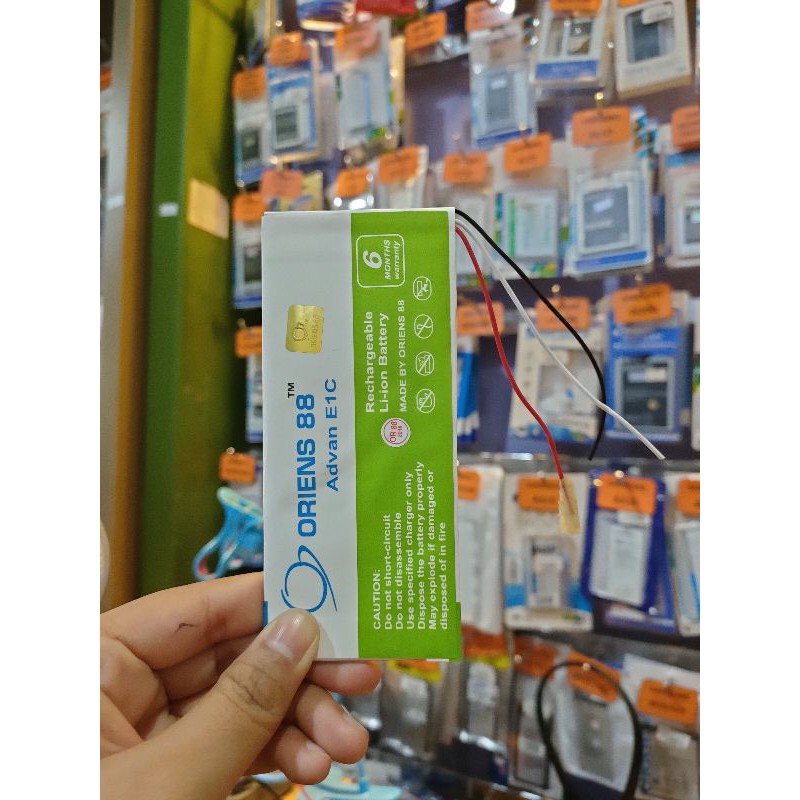 ORIENS 88™
Advan E1C
6
MONTHS
warranty
Rechargeable
Li-ion Battery
MADE BY ORIENS 88
OR 88
CAUTION:
Do not short-circuit
Do not disassemble
Use specified charger only
Dispose the battery properly
May explode if damaged or
disposed of in fire